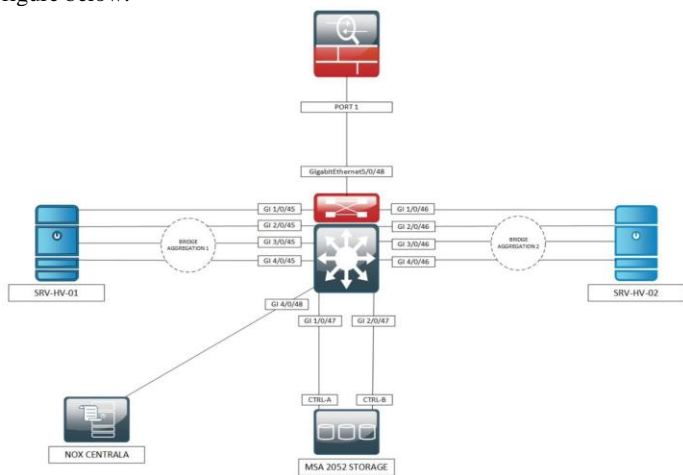 figure below.
PORT 1
GigabitEthernet5/0/48
GI 1/0/45
GI 1/0/46
GI 2/0/45
GI 2/0/46
BRIDGE
AGGREGATION 1
GI 3/0/45
GI 3/0/46
BRIDGE
AGGREGATION 2
GI 4/0/45
GI 4/0/46
SRV-HV-01
SRV-HV-02
GI 4/0/48
GI 1/0/47
GI 2/0/47
CTRL-A
CTRL-B
NOX CENTRALA
MSA 2052 STORAGE